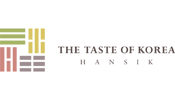 THE TASTE OF KOREA
HANSIK